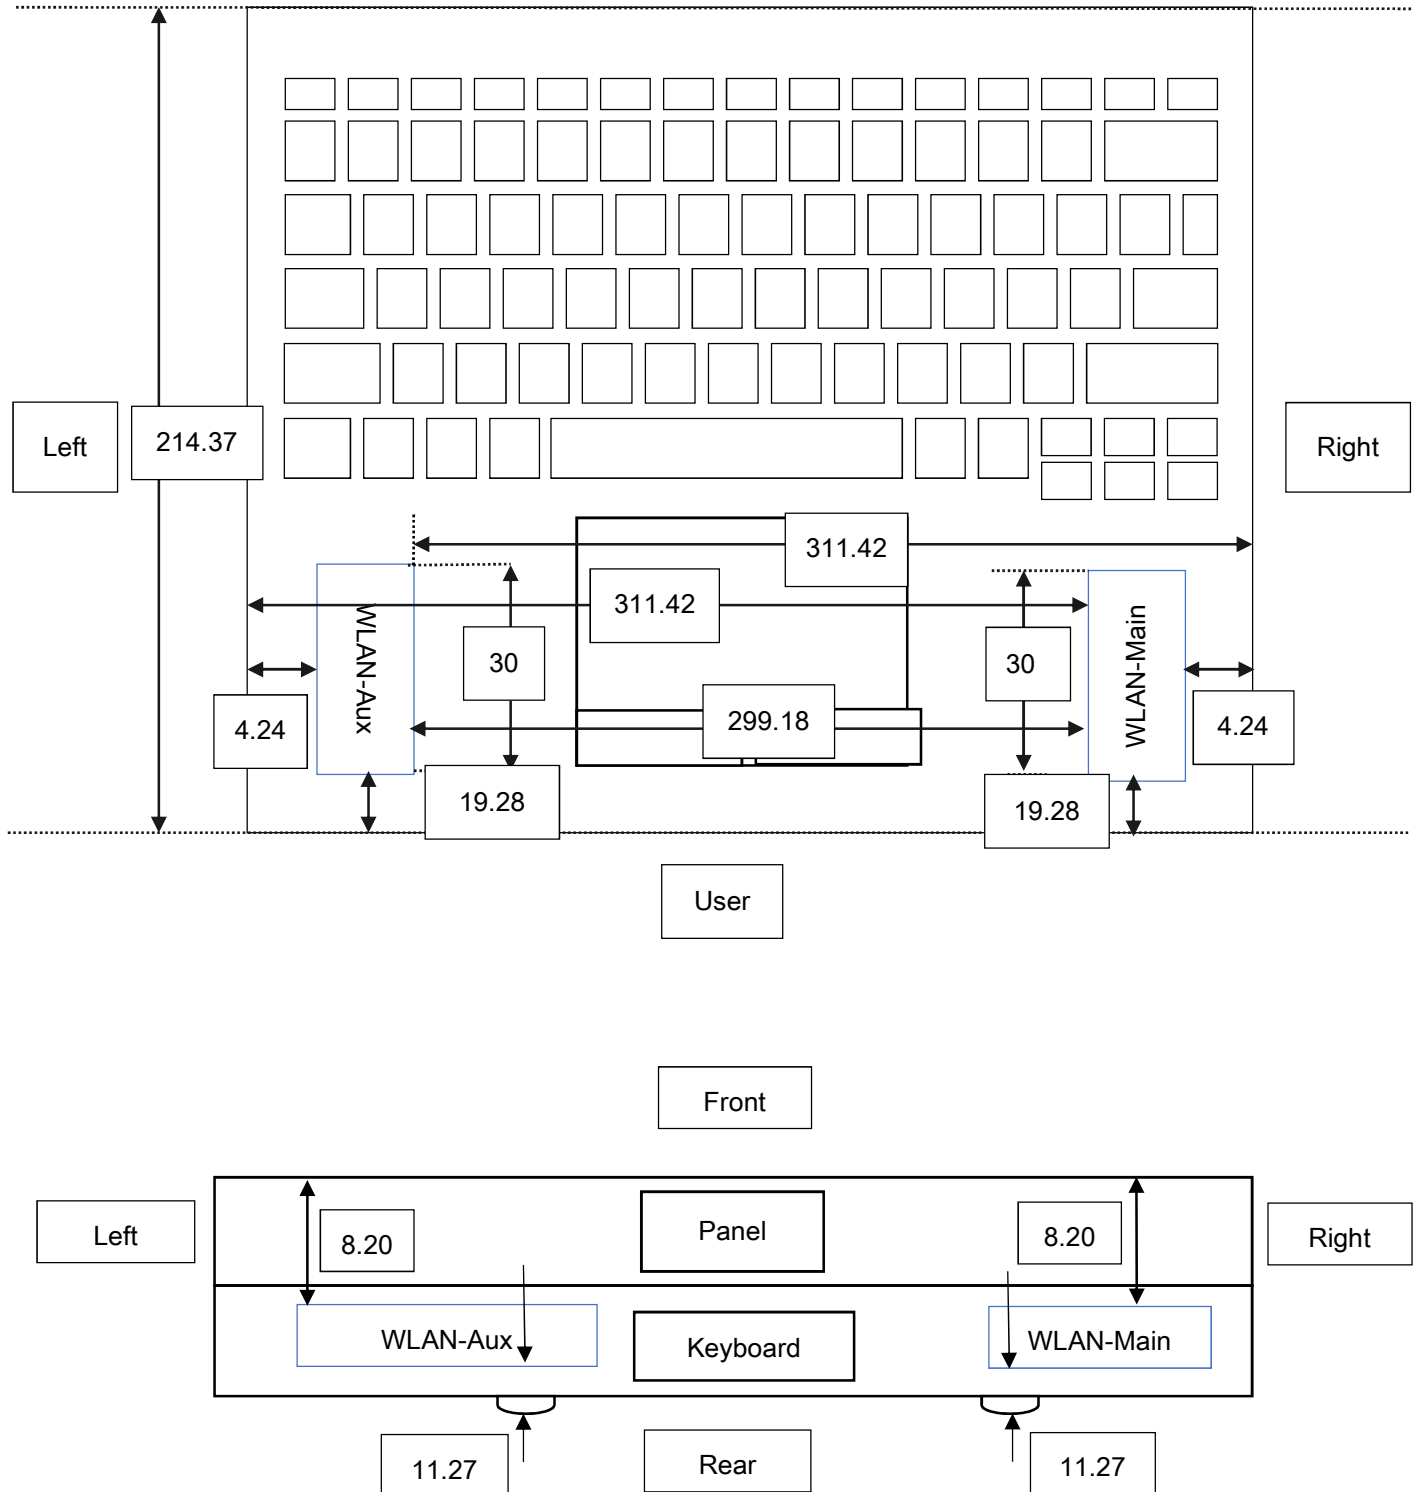 Left
214.37
Right
311.42
311.42
WLAN-Aux
30
30
WLAN-Main
4.24
299.18
4.24
19.28
19.28
User
Front
Left
8.20
Panel
8.20
Right
WLAN-Aux
Keyboard
WLAN-Main
11.27
Rear
11.27